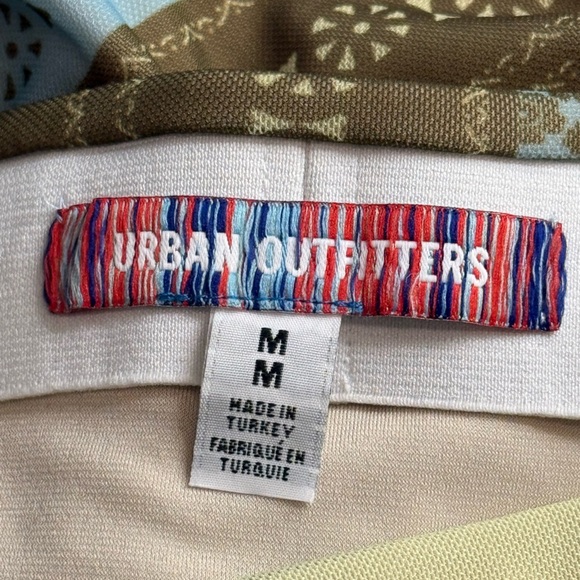 URBAN OUTFITTERS
M
M
MADE IN
TURKEY
FABRIQUÉ EN
TURQUIE